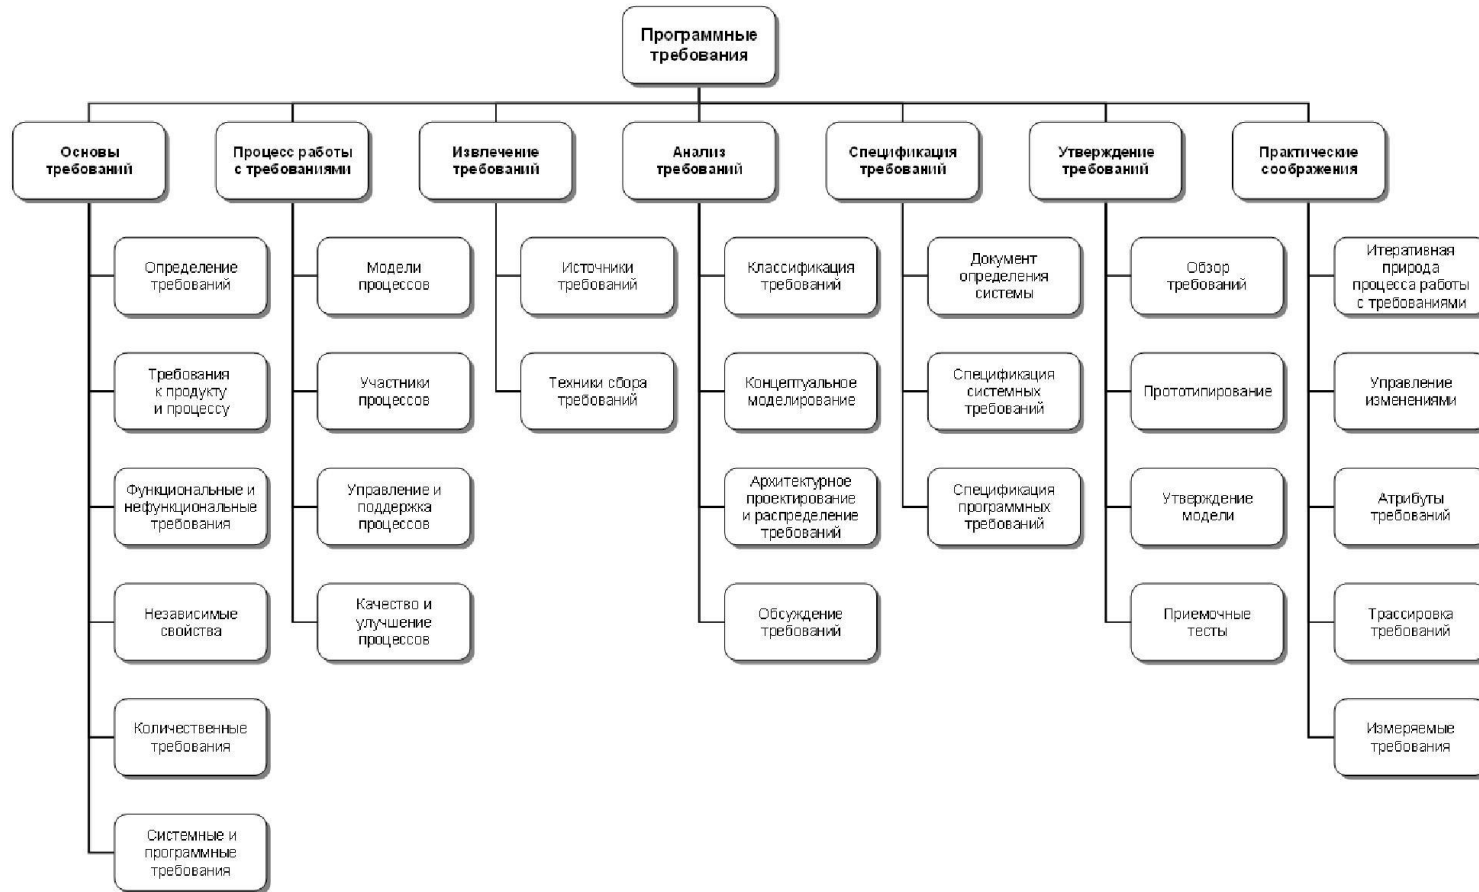 Программные
требования
Основы
требований
Процесс работы
с требованиями
Извлечение
требований
Анализ
требований
Спецификация
требований
Утверждение
требований
Практические
соображения
Определение
требований
Требования
к продукту
и процессу
Функциональные и
нефункциональные
требования
Независимые
свойства
Количественные
требования
Системные и
программные
требования
Модели
процессов
Участники
процессов
Управление и
поддержка
процессов
Качество и
улучшение
процессов
Источники
требований
Техники сбора
требований
Классификация
требований
Концептуальное
моделирование
Архитектурное
проектирование
и распределение
требований
Обсуждение
требований
Документ
определения
системы
Спецификация
системных
требований
Спецификация
программных
требований
Обзор
требований
Прототипирование
Утверждение
модели
Приемочные
тесты
Итеративная
природа
процесса работы
с требованиями
Управление
изменениями
Атрибуты
требований
Трассировка
требований
Измеряемые
требования